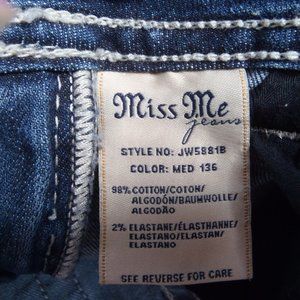 Miss Me
jeans
STYLE NO: JW5881B
COLOR: MED 136
98% COTTON/COTON/
ALGODÓN/BAUMWOLLE/
ALGODÃO
2% ELASTANE/ÉLASTHANNE/
ELASTANO/ELASTAN/
ELASTANO
SEE REVERSE FOR CARE